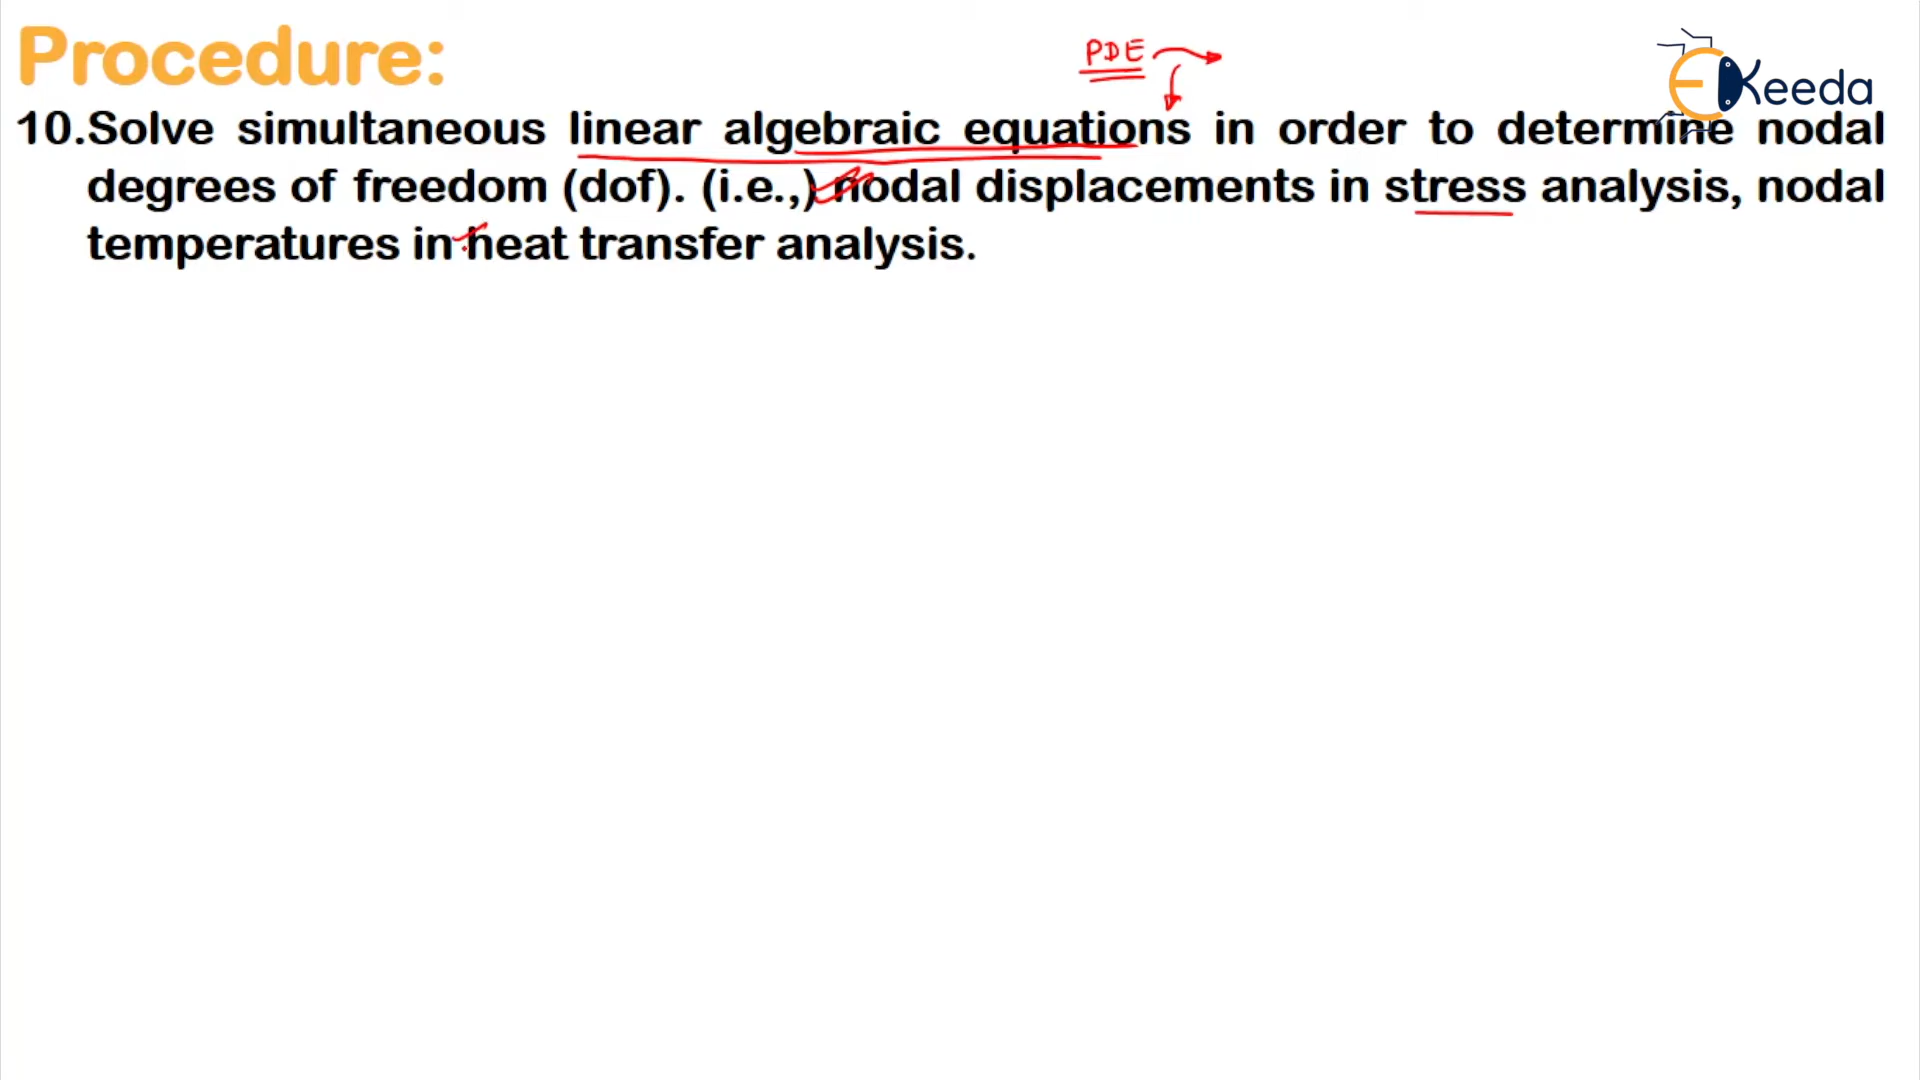 Procedure:
PDE
EKeeda
10.Solve simultaneous linear algebraic equations in order to determine nodal
degrees of freedom (dof). (i.e.,) nodal displacements in stress analysis, nodal
temperatures in heat transfer analysis.